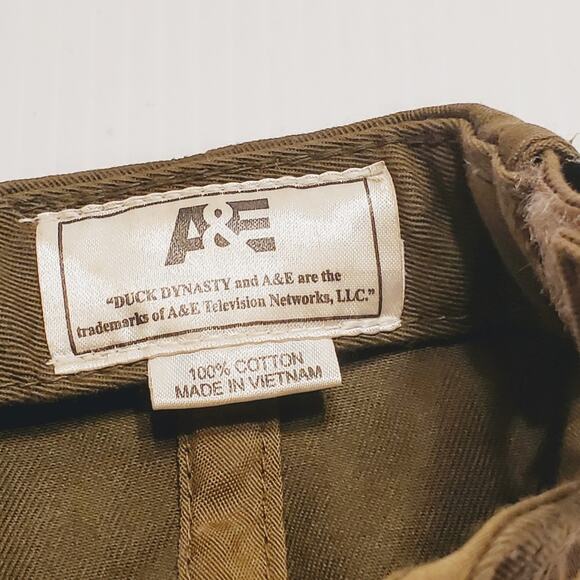 A&E
"DUCK DYNASTY and A&E are the
trademarks of A&E Television Networks, LLC."
100% COTTON
MADE IN VIETNAM